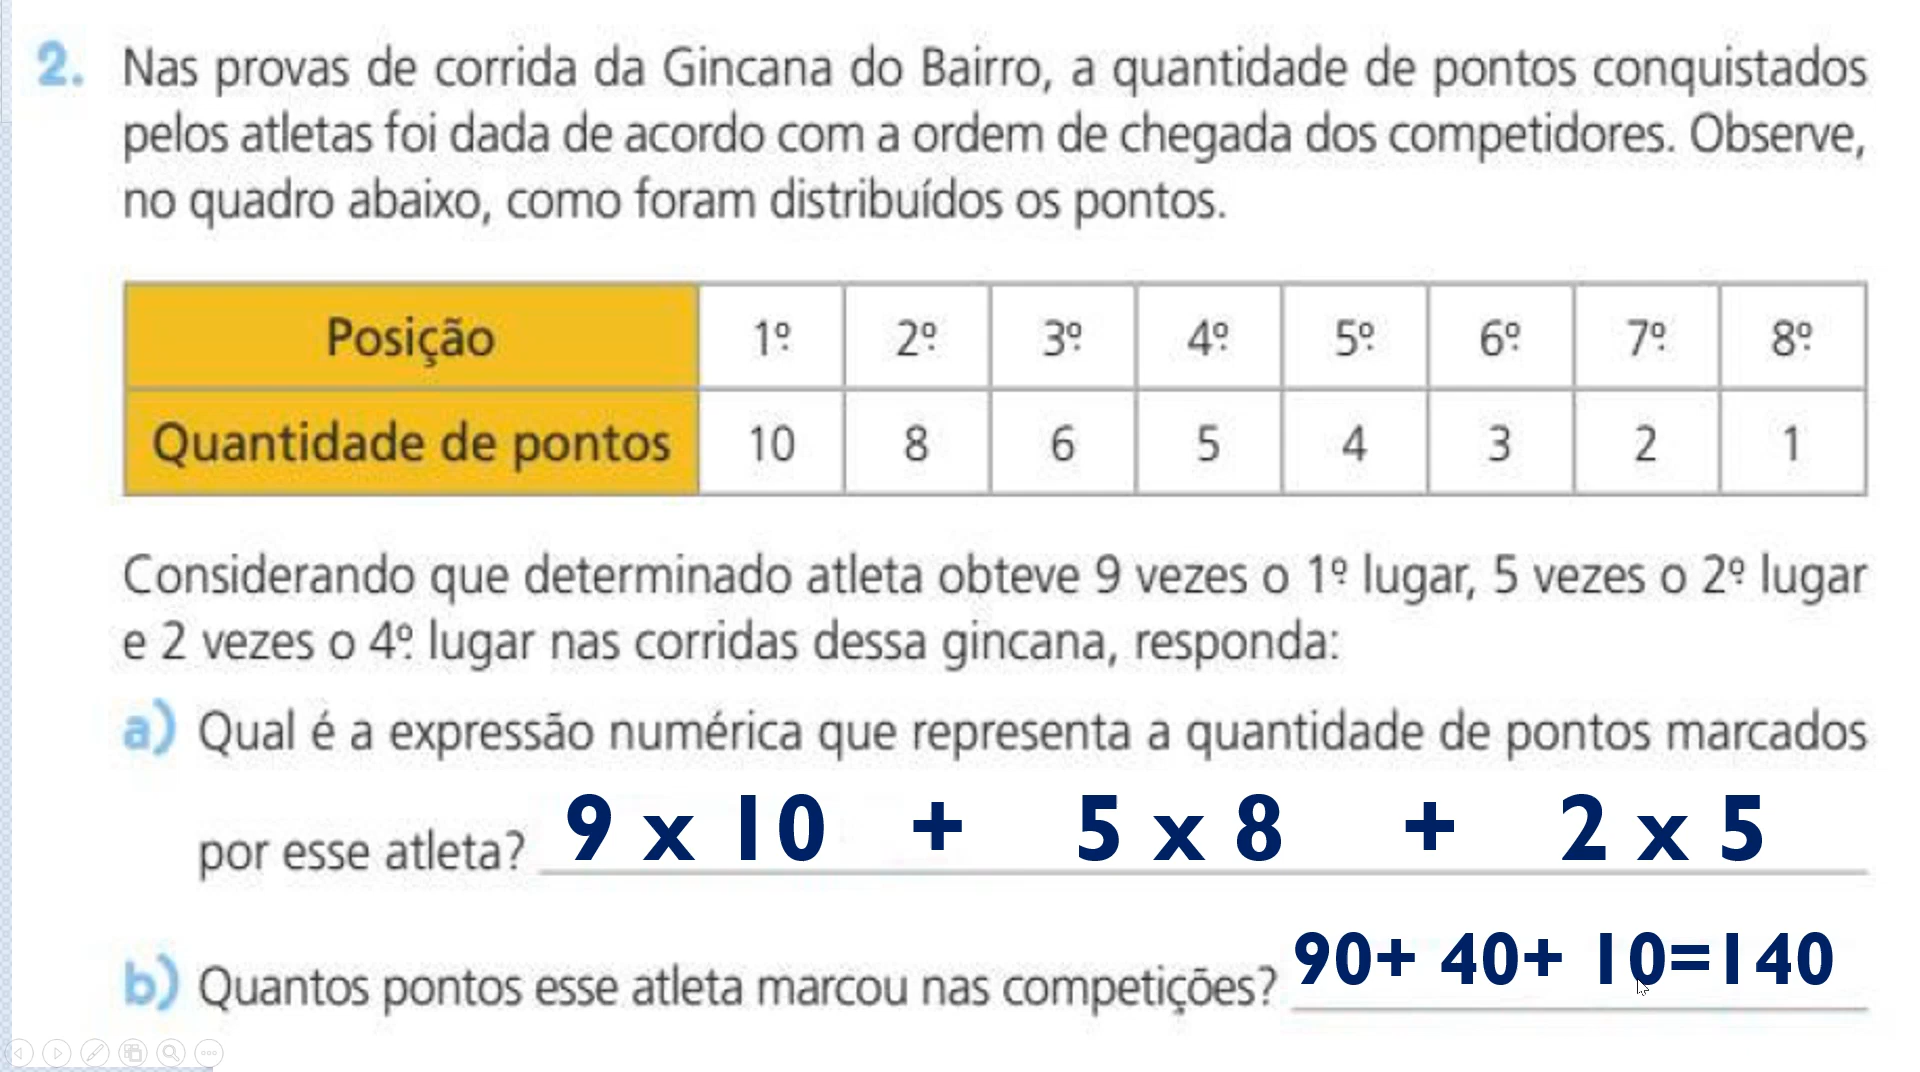 2. Nas provas de corrida da Gincana do Bairro, a quantidade de pontos conquistados
pelos atletas foi dada de acordo com a ordem de chegada dos competidores. Observe,
no quadro abaixo, como foram distribuídos os pontos.
Posição 1º 2º 3º 4º 5º 6º 7º 8º
Quantidade de pontos 10 8 6 5 4 3 2 1
Considerando que determinado atleta obteve 9 vezes o 1º lugar, 5 vezes o 2º lugar
e 2 vezes o 4º lugar nas corridas dessa gincana, responda:
a) Qual é a expressão numérica que representa a quantidade de pontos marcados
por esse atleta? 9 x 10 + 5 x 8 + 2 x 5
b) Quantos pontos esse atleta marcou nas competições? 90+ 40+ 10=140